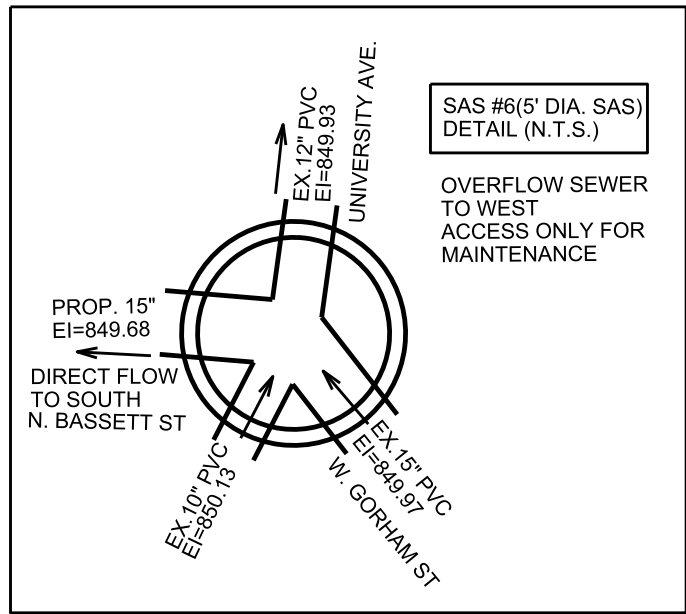 SAS #6(5' DIA. SAS)
DETAIL (N.T.S.)
OVERFLOW SEWER
TO WEST
ACCESS ONLY FOR
MAINTENANCE
EX.12" PVC
EI=849.93
UNIVERSITY AVE.
PROP. 15"
EI=849.68
DIRECT FLOW
TO SOUTH
N. BASSETT ST
EX.10" PVC
EI=850.13
EX.15" PVC
EI=849.97
W. GORHAM ST